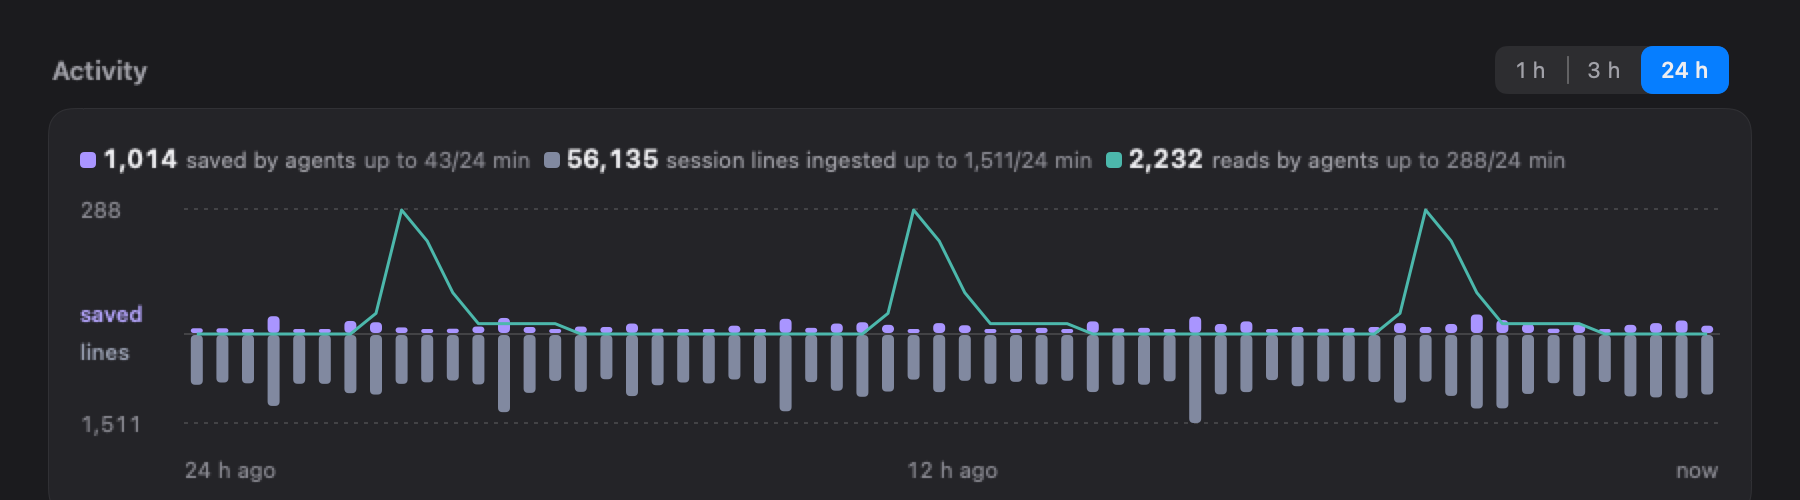 Activity
1 h 3 h 24 h
1,014 saved by agents up to 43/24 min 56,135 session lines ingested up to 1,511/24 min 2,232 reads by agents up to 288/24 min
288
saved
lines
1,511
24 h ago 12 h ago now